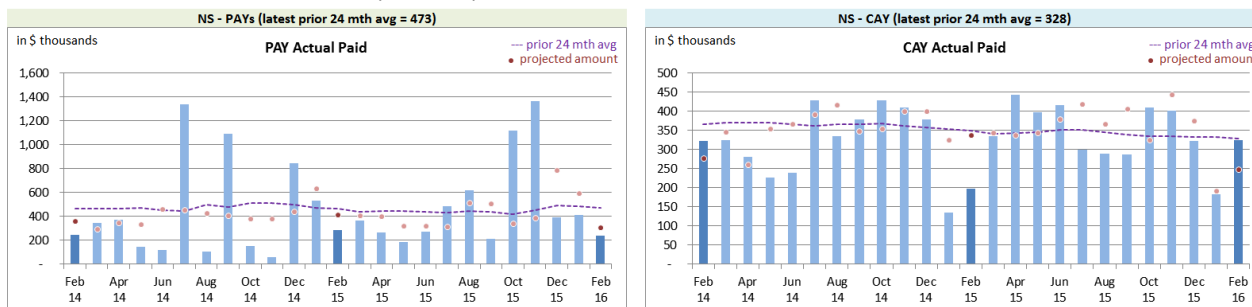 NS - PAYs (latest prior 24 mth avg = 473)
in $ thousands
PAY Actual Paid
--- prior 24 mth avg
• projected amount
1,600
1,400
1,200
1,000
800
600
400
200
-
Feb Apr Jun Aug Oct Dec Feb Apr Jun Aug Oct Dec Feb
14 14 14 14 14 14 15 15 15 15 15 15 16
NS - CAY (latest prior 24 mth avg = 328)
in $ thousands
CAY Actual Paid
--- prior 24 mth avg
• projected amount
500
450
400
350
300
250
200
150
100
50
-
Feb Apr Jun Aug Oct Dec Feb Apr Jun Aug Oct Dec Feb
14 14 14 14 14 14 15 15 15 15 15 15 16